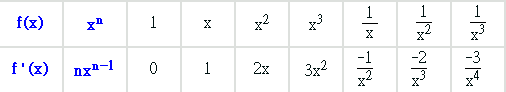 f(x) xⁿ 1 x x² x³ 1/x 1/x² 1/x³
f'(x) nxⁿ⁻¹ 0 1 2x 3x² -1/x² -2/x³ -3/x⁴